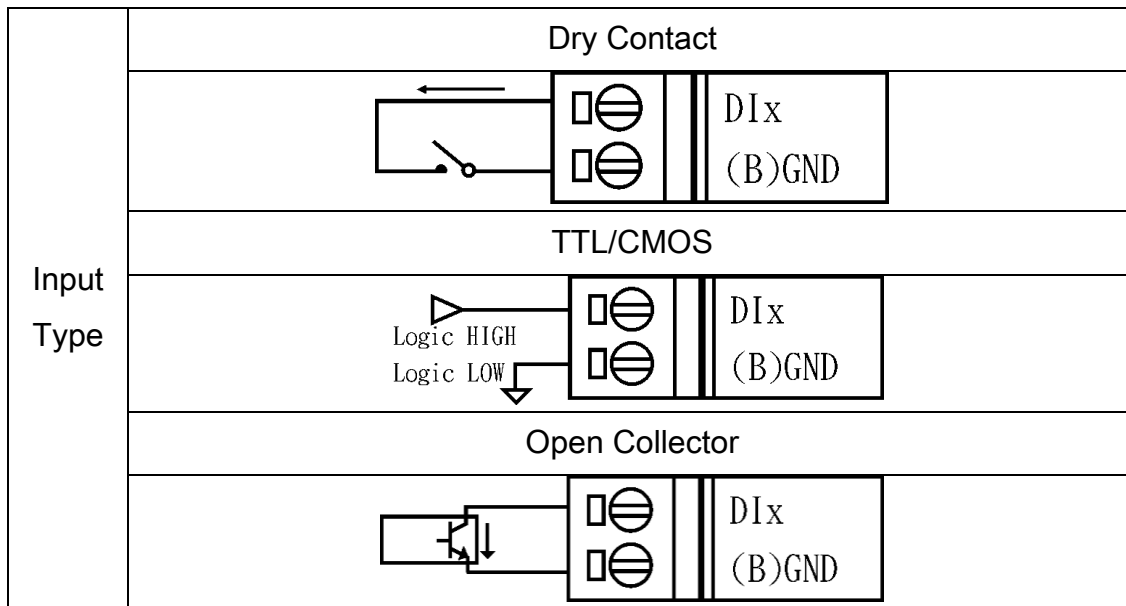 Input
Type
Dry Contact
DIx
(B)GND
TTL/CMOS
Logic HIGH
Logic LOW
DIx
(B)GND
Open Collector
DIx
(B)GND